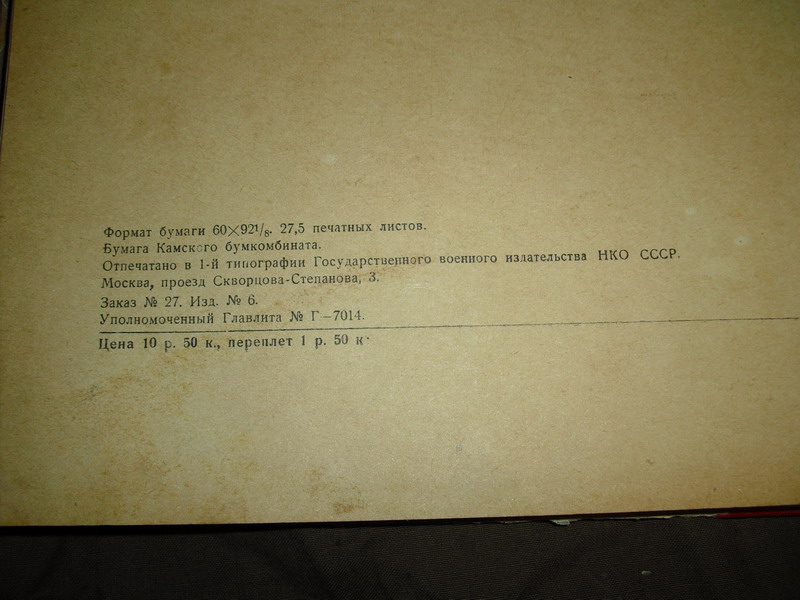 Формат бумаги 60×92¹/₈. 27,5 печатных листов.
Бумага Камского бумкомбината.
Отпечатано в 1-й типографии Государственного военного издательства НКО СССР.
Москва, проезд Скворцова-Степанова, 3.
Заказ № 27. Изд. № 6.
Уполномоченный Главлита № Г—7014.
Цена 10 р. 50 к., переплет 1 р. 50 к.